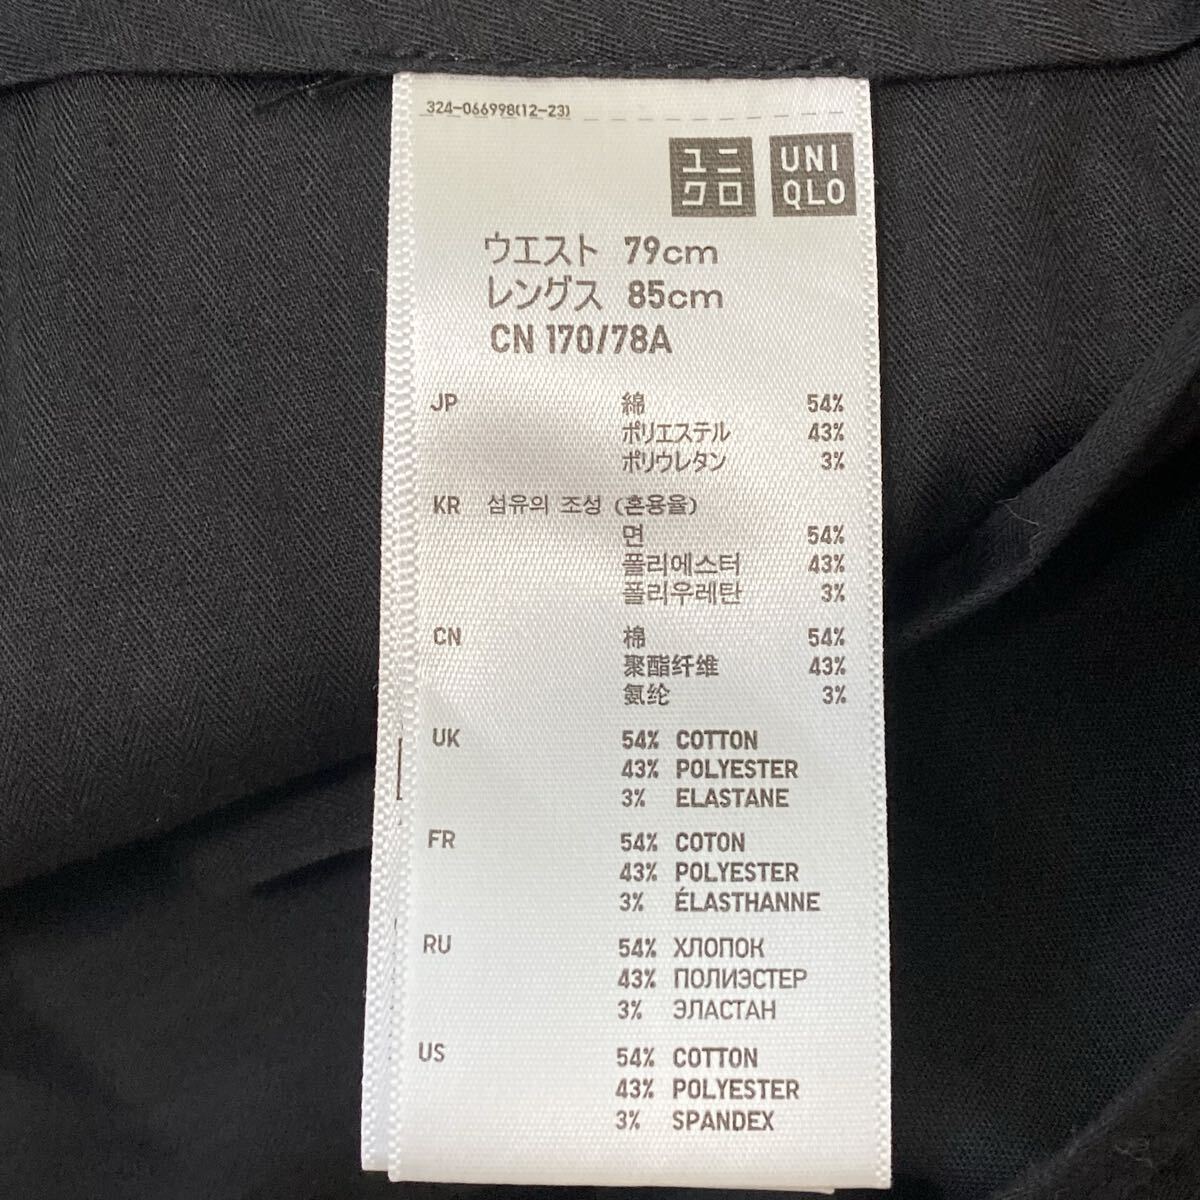 324-066998(12-23)
ユニ
クロ
UNI
QLO
ウエスト 79cm
レングス 85cm
CN 170/78A
JP 綿 54%
ポリエステル 43%
ポリウレタン 3%
KR 섬유의 조성 (혼용율)
면 54%
폴리에스터 43%
폴리우레탄 3%
CN 棉 54%
聚酯纤维 43%
氨纶 3%
UK 54% COTTON
43% POLYESTER
3% ELASTANE
FR 54% COTON
43% POLYESTER
3% ÉLASTHANNE
RU 54% ХЛОПОК
43% ПОЛИЭСТЕР
3% ЭЛАСТАН
US 54% COTTON
43% POLYESTER
3% SPANDEX